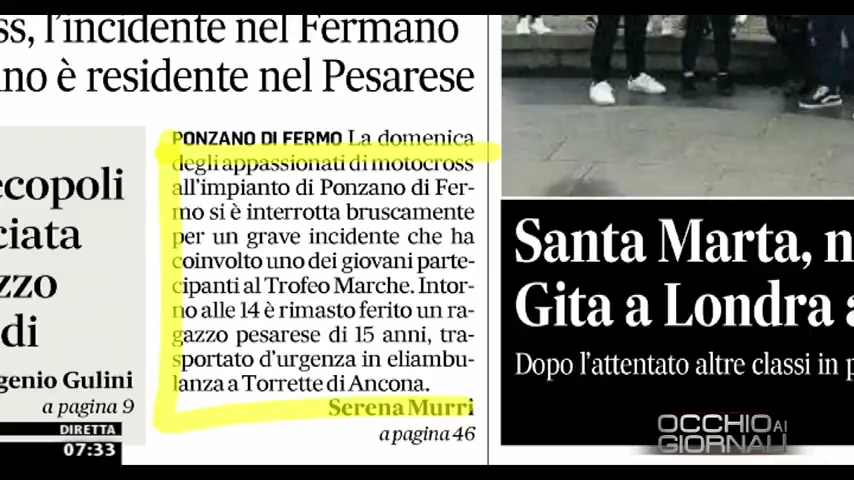 ss, l'incidente nel Fermano
no è residente nel Pesarese
ecopoli
ciata
zzo
di
genio Gulini
a pagina 9
PONZANO DI FERMO La domenica
degli appassionati di motocross
all'impianto di Ponzano di Fer-
mo si è interrotta bruscamente
per un grave incidente che ha
coinvolto uno dei giovani parte-
cipanti al Trofeo Marche. Intor-
no alle 14 è rimasto ferito un ra-
gazzo pesarese di 15 anni, tra-
sportato d'urgenza in eliambu-
lanza a Torrette di Ancona.
Serena Murri
a pagina 46
Santa Marta, n
Gita a Londra a
Dopo l'attentato altre classi in p
DIRETTA
07:33
OCCHIO AI
GIORNALI